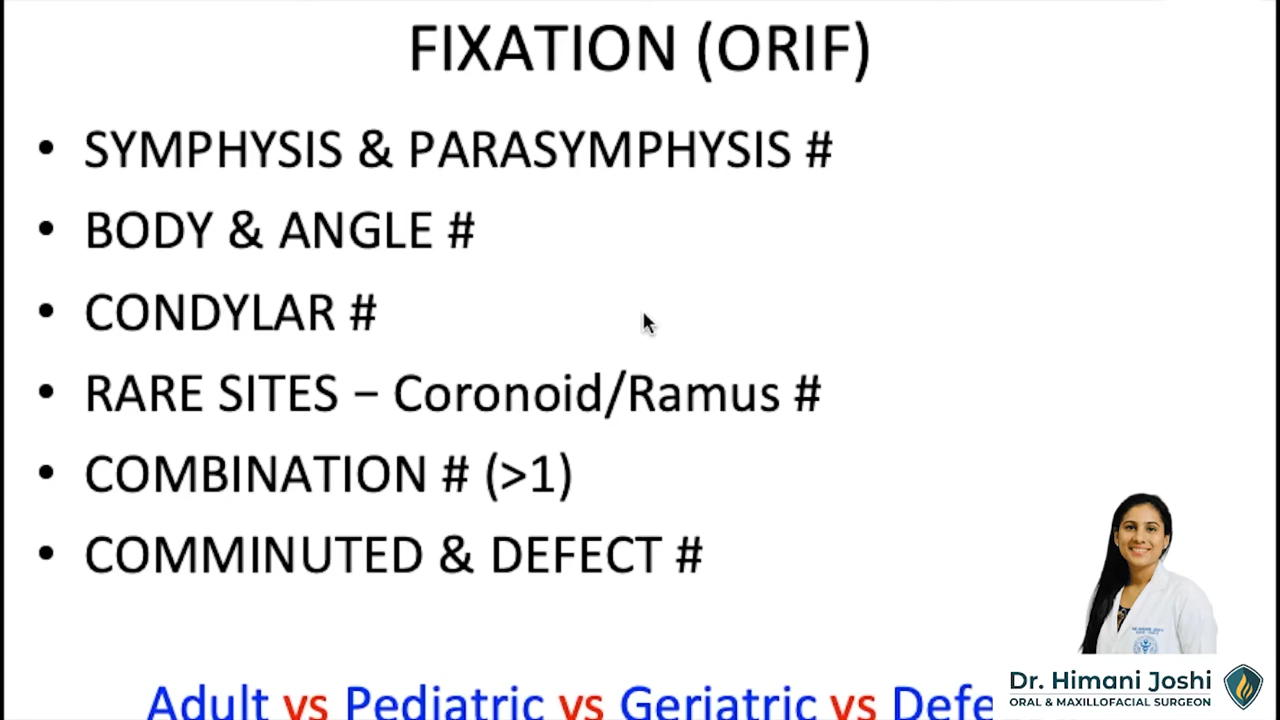 FIXATION (ORIF)
• SYMPHYSIS & PARASYMPHYSIS #
• BODY & ANGLE #
• CONDYLAR #
• RARE SITES – Coronoid/Ramus #
• COMBINATION # (>1)
• COMMINUTED & DEFECT #
Adult vs Pediatric vs Geriatric vs
Dr. Himani Joshi
ORAL & MAXILLOFACIAL SURGEON